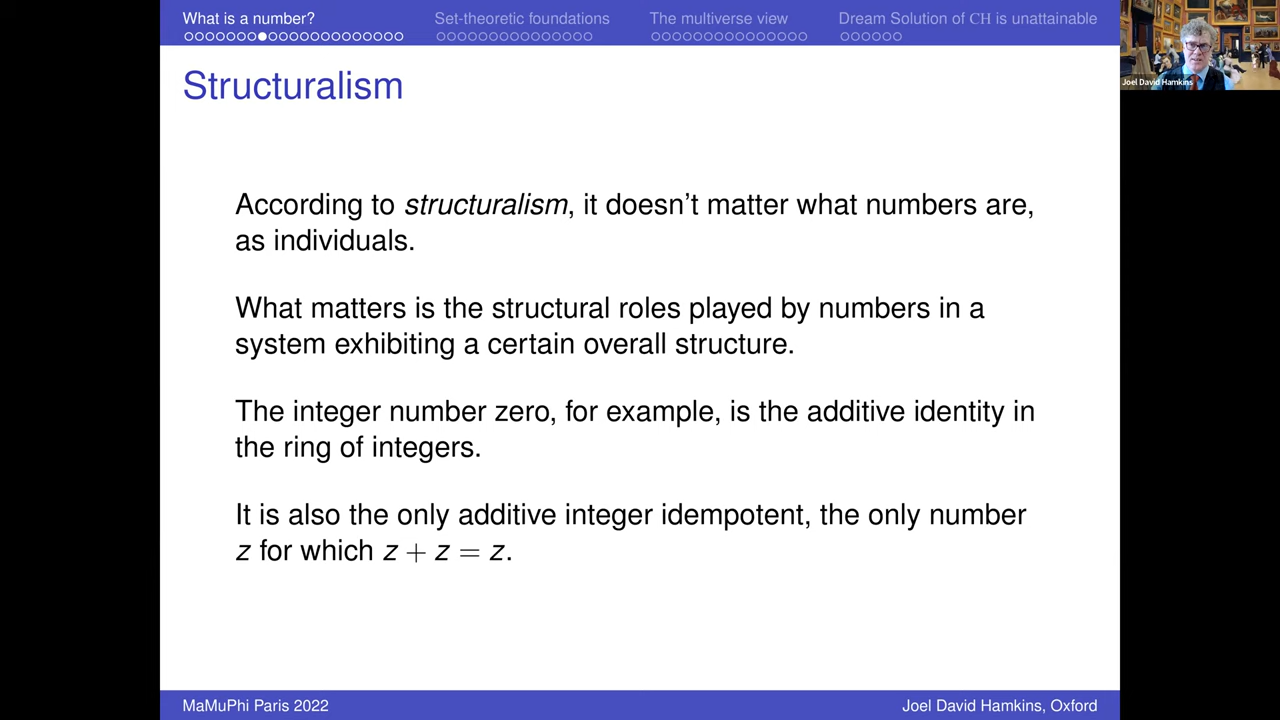 What is a number? Set-theoretic foundations The multiverse view Dream Solution of CH is unattainable
Joel David Hamkins
Structuralism
According to structuralism, it doesn't matter what numbers are,
as individuals.
What matters is the structural roles played by numbers in a
system exhibiting a certain overall structure.
The integer number zero, for example, is the additive identity in
the ring of integers.
It is also the only additive integer idempotent, the only number
z for which z + z = z.
MaMuPhi Paris 2022 Joel David Hamkins, Oxford